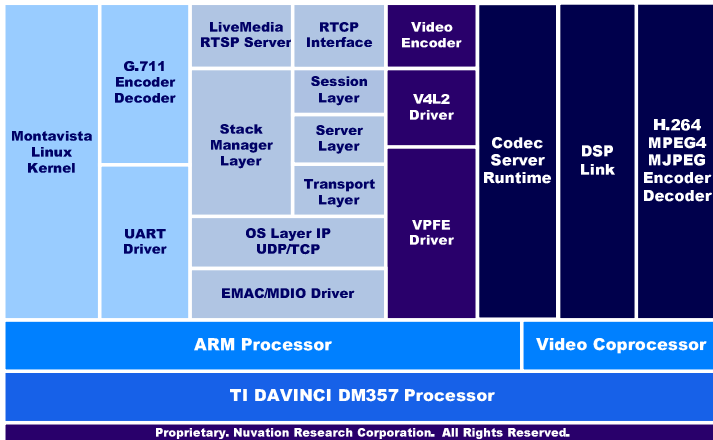 Montavista
Linux
Kernel
G.711
Encoder
Decoder
UART
Driver
LiveMedia
RTSP Server
RTCP
Interface
Stack
Manager
Layer
Session
Layer
Server
Layer
Transport
Layer
OS Layer IP
UDP/TCP
EMAC/MDIO Driver
Video
Encoder
V4L2
Driver
VPFE
Driver
Codec
Server
Runtime
DSP
Link
H.264
MPEG4
MJPEG
Encoder
Decoder
ARM Processor
Video Coprocessor
TI DAVINCI DM357 Processor
Proprietary. Nuvation Research Corporation. All Rights Reserved.